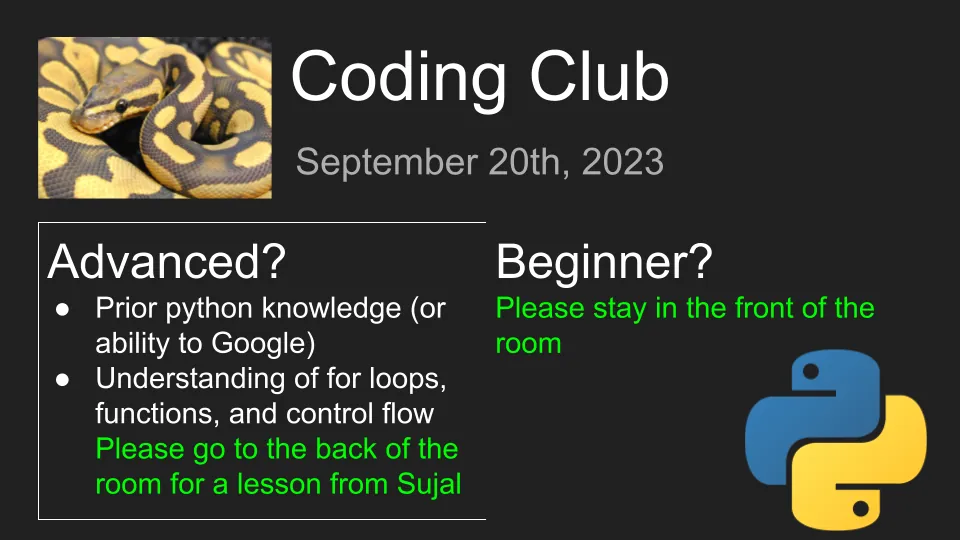 Coding Club
September 20th, 2023
Advanced?
● Prior python knowledge (or
ability to Google)
● Understanding of for loops,
functions, and control flow
Please go to the back of the
room for a lesson from Sujal
Beginner?
Please stay in the front of the
room